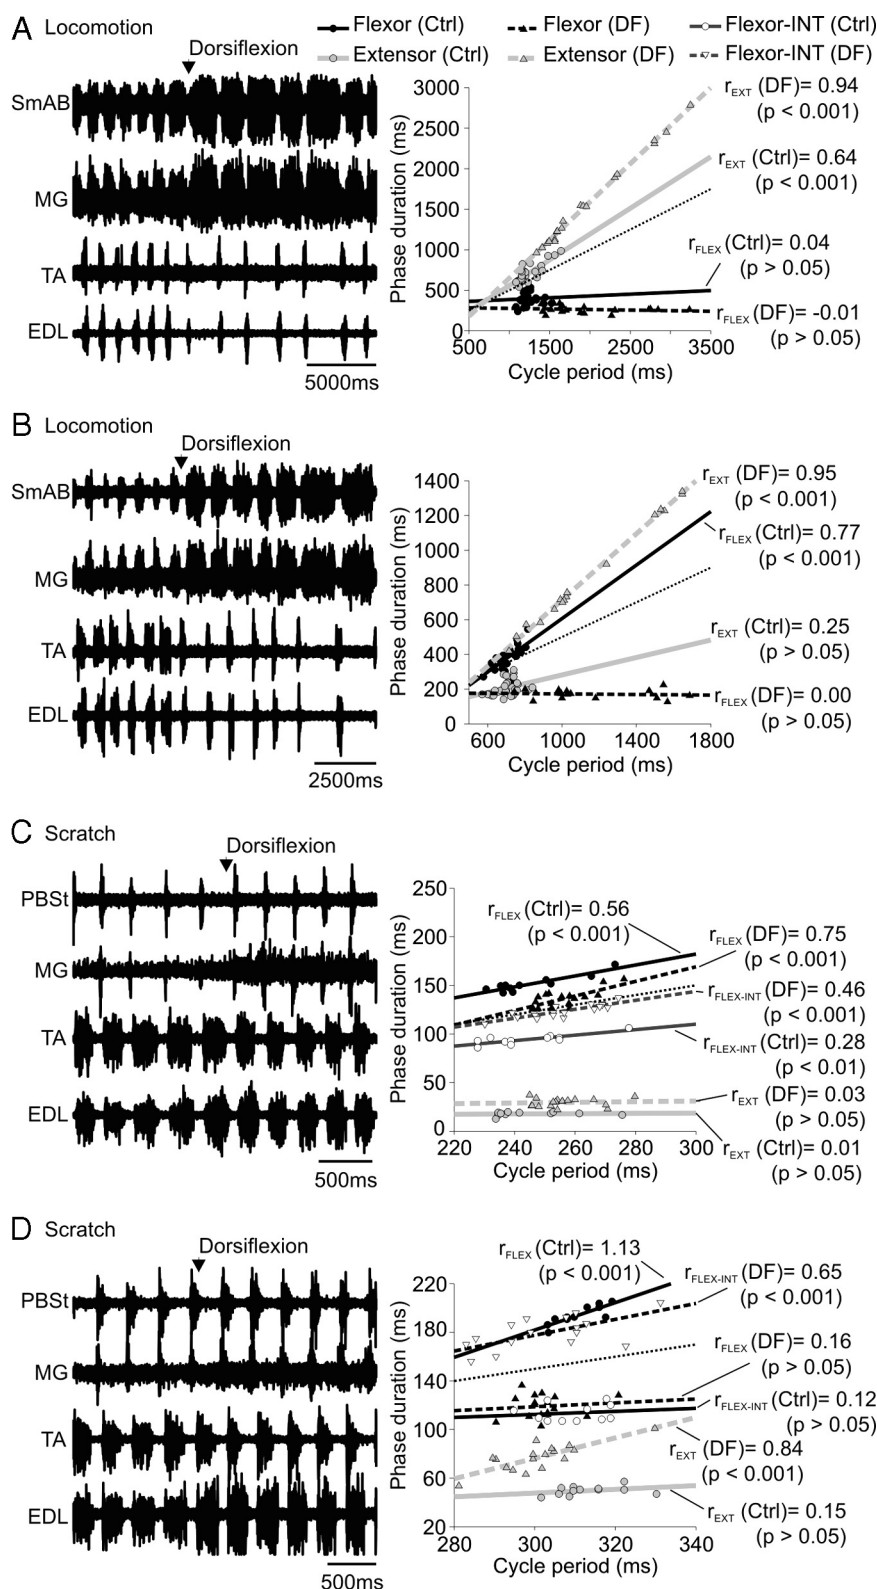 A Locomotion
Dorsiflexion
SmAB
MG
TA
EDL
5000ms
Flexor (Ctrl)
Flexor (DF)
Flexor-INT (Ctrl)
Extensor (Ctrl)
Extensor (DF)
Flexor-INT (DF)
Phase duration (ms)
3000
2500
2000
1500
1000
500
0
500 1500 2500 3500
Cycle period (ms)
rEXT (DF)= 0.94
(p < 0.001)
rEXT (Ctrl)= 0.64
(p < 0.001)
rFLEX (Ctrl)= 0.04
(p > 0.05)
rFLEX (DF)= -0.01
(p > 0.05)
B Locomotion
Dorsiflexion
SmAB
MG
TA
EDL
2500ms
Phase duration (ms)
1400
1200
1000
800
600
400
200
0
600 1000 1400 1800
Cycle period (ms)
rEXT (DF)= 0.95
(p < 0.001)
rFLEX (Ctrl)= 0.77
(p < 0.001)
rEXT (Ctrl)= 0.25
(p > 0.05)
rFLEX (DF)= 0.00
(p > 0.05)
C Scratch
Dorsiflexion
PBSt
MG
TA
EDL
500ms
Phase duration (ms)
250
200
150
100
50
0
220 240 260 280 300
Cycle period (ms)
rFLEX (Ctrl)= 0.56
(p < 0.001)
rFLEX (DF)= 0.75
(p < 0.001)
rFLEX-INT (DF)= 0.46
(p < 0.001)
rFLEX-INT (Ctrl)= 0.28
(p < 0.01)
rEXT (DF)= 0.03
(p > 0.05)
rEXT (Ctrl)= 0.01
(p > 0.05)
D Scratch
Dorsiflexion
PBSt
MG
TA
EDL
500ms
Phase duration (ms)
220
180
140
100
60
20
280 300 320 340
Cycle period (ms)
rFLEX (Ctrl)= 1.13
(p < 0.001)
rFLEX-INT (DF)= 0.65
(p < 0.001)
rFLEX (DF)= 0.16
(p > 0.05)
rFLEX-INT (Ctrl)= 0.12
(p > 0.05)
rEXT (DF)= 0.84
(p < 0.001)
rEXT (Ctrl)= 0.15
(p > 0.05)